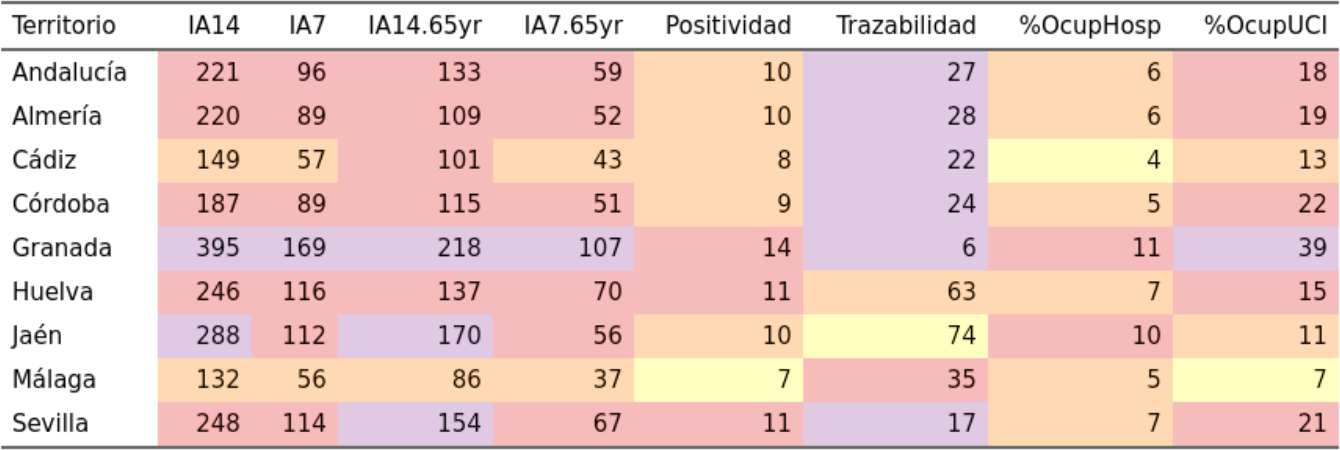 Territorio IA14 IA7 IA14.65yr IA7.65yr Positividad Trazabilidad %OcupHosp %OcupUCI
Andalucía 221 96 133 59 10 27 6 18
Almería 220 89 109 52 10 28 6 19
Cádiz 149 57 101 43 8 22 4 13
Córdoba 187 89 115 51 9 24 5 22
Granada 395 169 218 107 14 6 11 39
Huelva 246 116 137 70 11 63 7 15
Jaén 288 112 170 56 10 74 10 11
Málaga 132 56 86 37 7 35 5 7
Sevilla 248 114 154 67 11 17 7 21